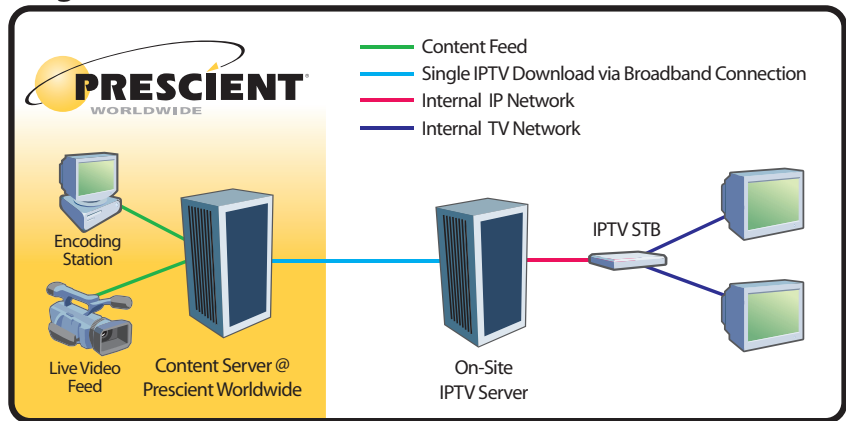 PRESCIENT®
WORLDWIDE
Content Feed
Single IPTV Download via Broadband Connection
Internal IP Network
Internal TV Network
Encoding
Station
Live Video
Feed
Content Server @
Prescient Worldwide
On-Site
IPTV Server
IPTV STB